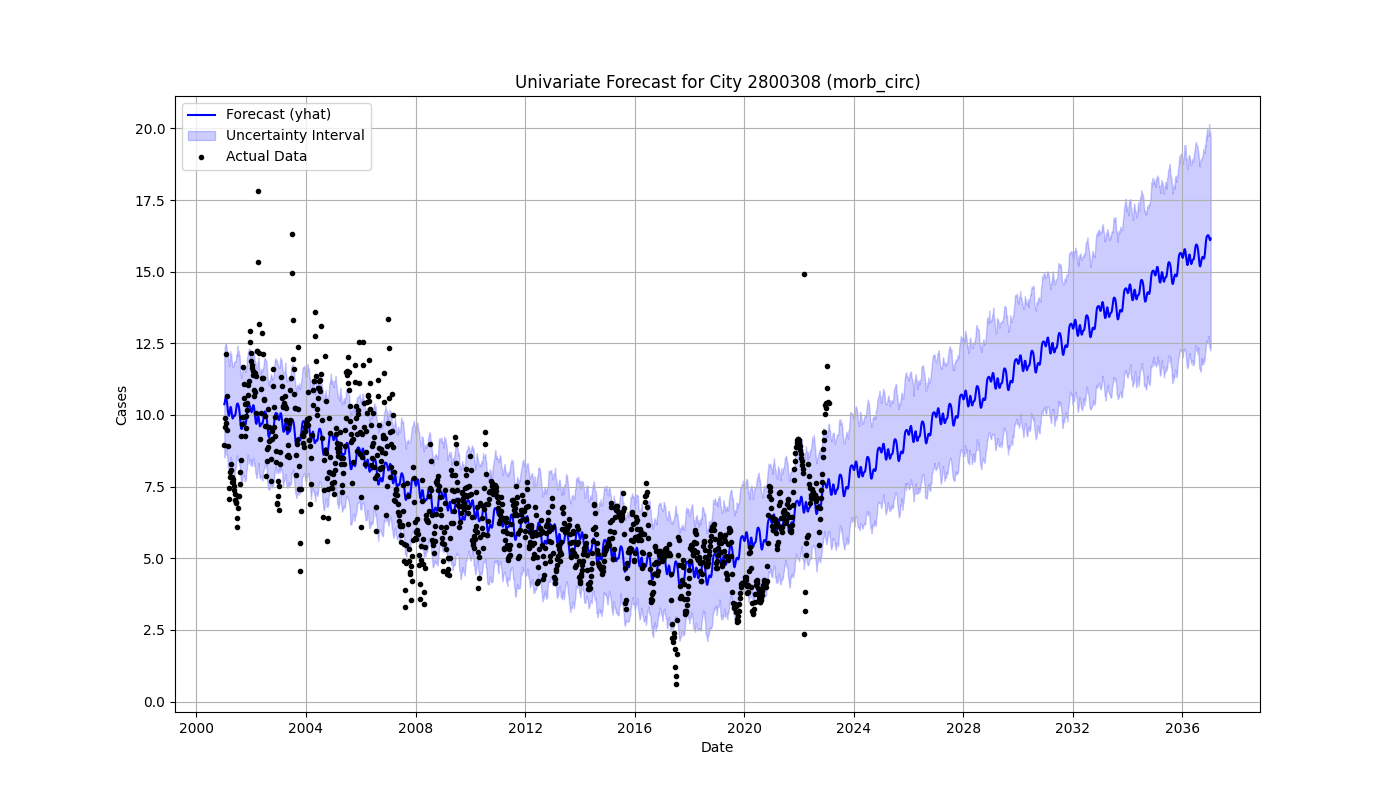 Univariate Forecast for City 2800308 (morb_circ)
Forecast (yhat)
Uncertainty Interval
Actual Data
20.0
17.5
15.0
12.5
10.0
7.5
5.0
2.5
0.0
Cases
2000 2004 2008 2012 2016 2020 2024 2028 2032 2036
Date